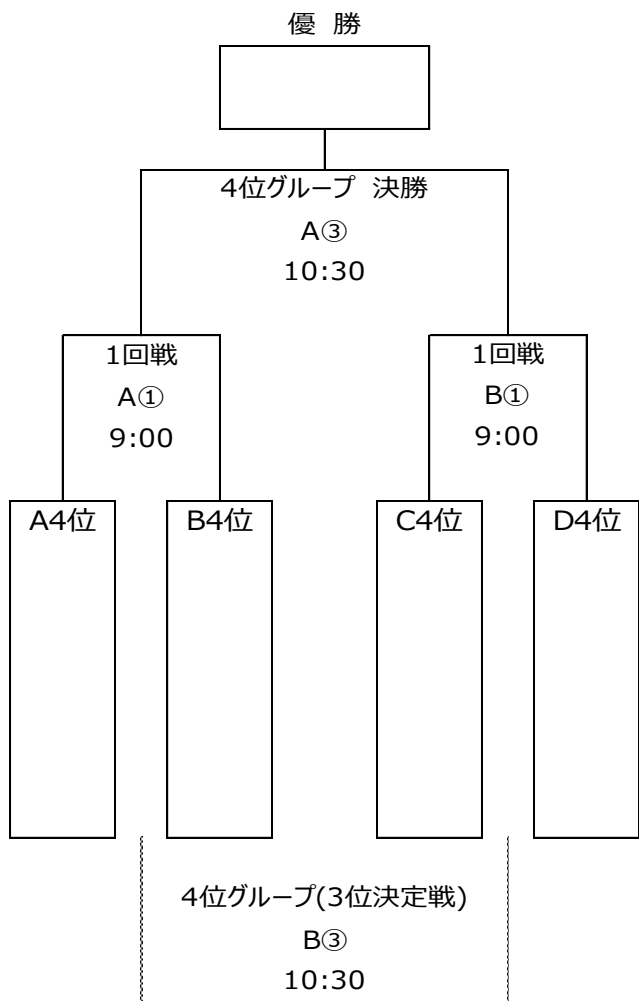 優 勝
4位グループ 決勝
A③
10:30
1回戦
A①
9:00
1回戦
B①
9:00
A4位
B4位
C4位
D4位
4位グループ(3位決定戦)
B③
10:30